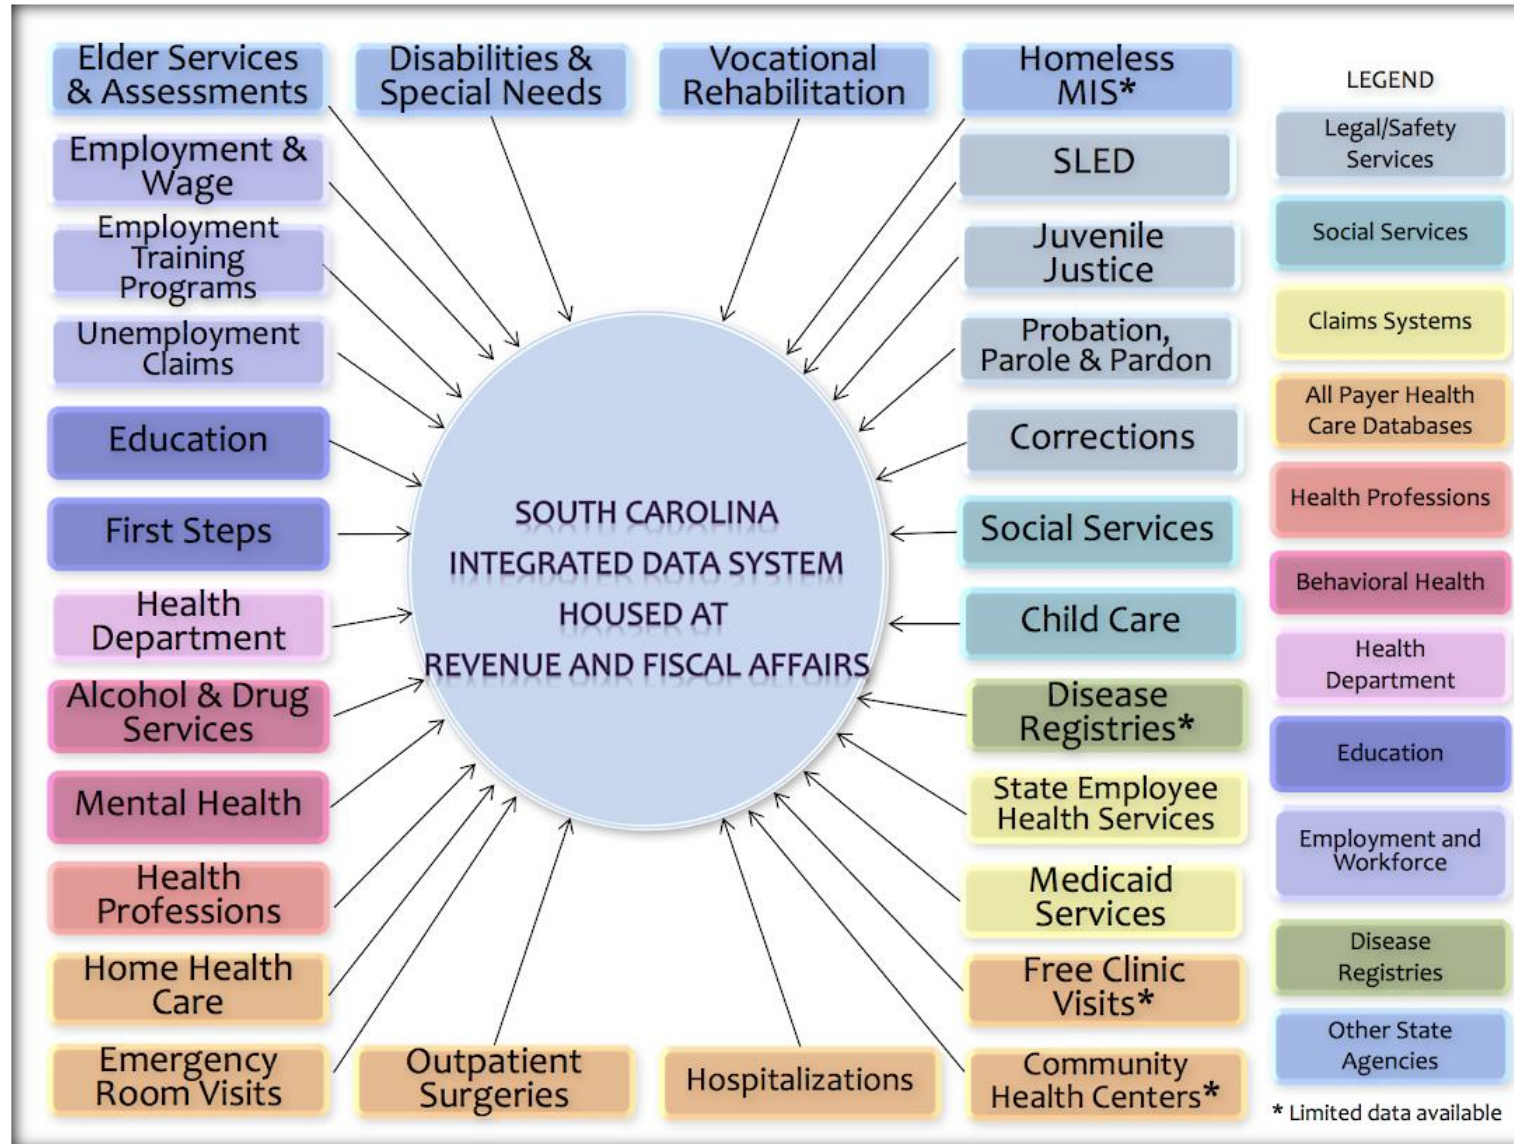 Elder Services
& Assessments
Disabilities &
Special Needs
Vocational
Rehabilitation
Homeless
MIS*
Employment &
Wage
Employment
Training
Programs
Unemployment
Claims
Education
First Steps
Health
Department
Alcohol & Drug
Services
Mental Health
Health
Professions
Home Health
Care
Emergency
Room Visits
Outpatient
Surgeries
Hospitalizations
SOUTH CAROLINA
INTEGRATED DATA SYSTEM
HOUSED AT
REVENUE AND FISCAL AFFAIRS
SLED
Juvenile
Justice
Probation,
Parole & Pardon
Corrections
Social Services
Child Care
Disease
Registries*
State Employee
Health Services
Medicaid
Services
Free Clinic
Visits*
Community
Health Centers*
LEGEND
Legal/Safety
Services
Social Services
Claims Systems
All Payer Health
Care Databases
Health Professions
Behavioral Health
Health
Department
Education
Employment and
Workforce
Disease
Registries
Other State
Agencies
* Limited data available